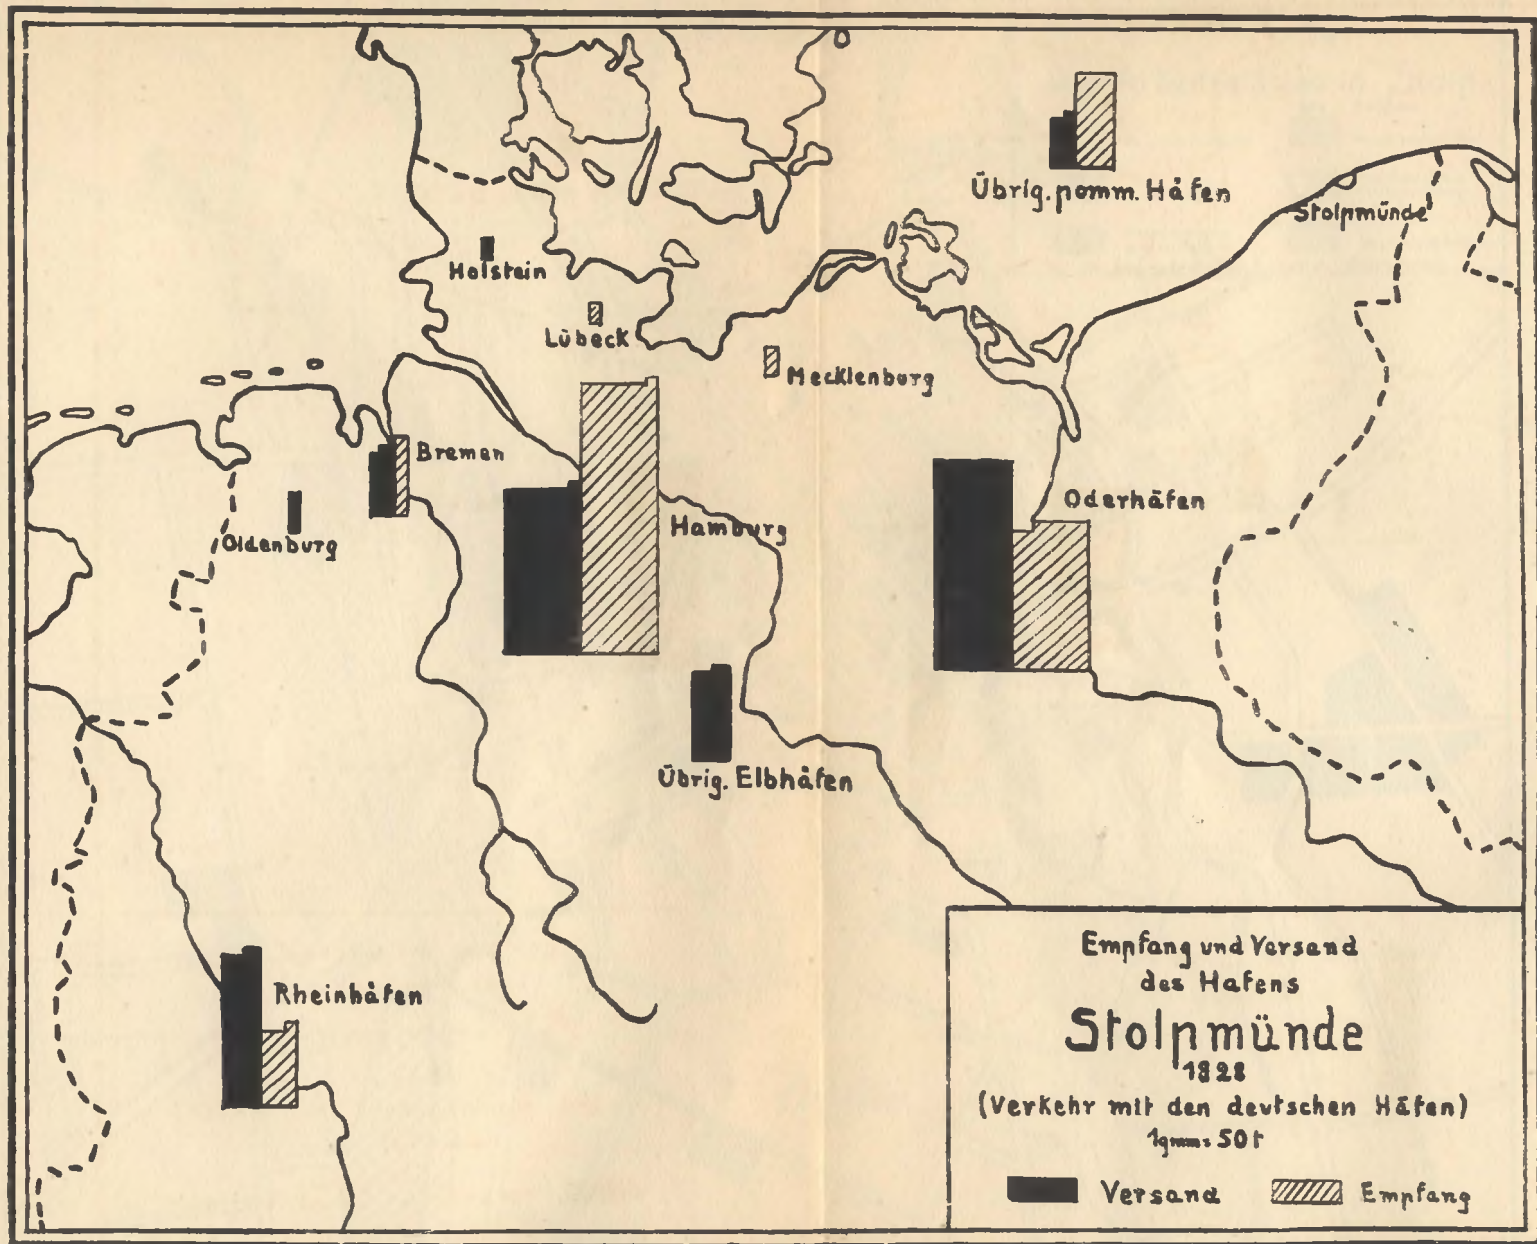 Übrig. pomm. Häfen
Stolpmünde
Holstein
Lübeck
Mecklenburg
Bremen
Oldenburg
Hamburg
Oderhäfen
Übrig. Elbhäfen
Rheinhäfen
Empfang und Versand
des Hafens
Stolpmünde
1928
(Verkehr mit den deutschen Häfen)
1qmm = 50 t
Versand
Empfang